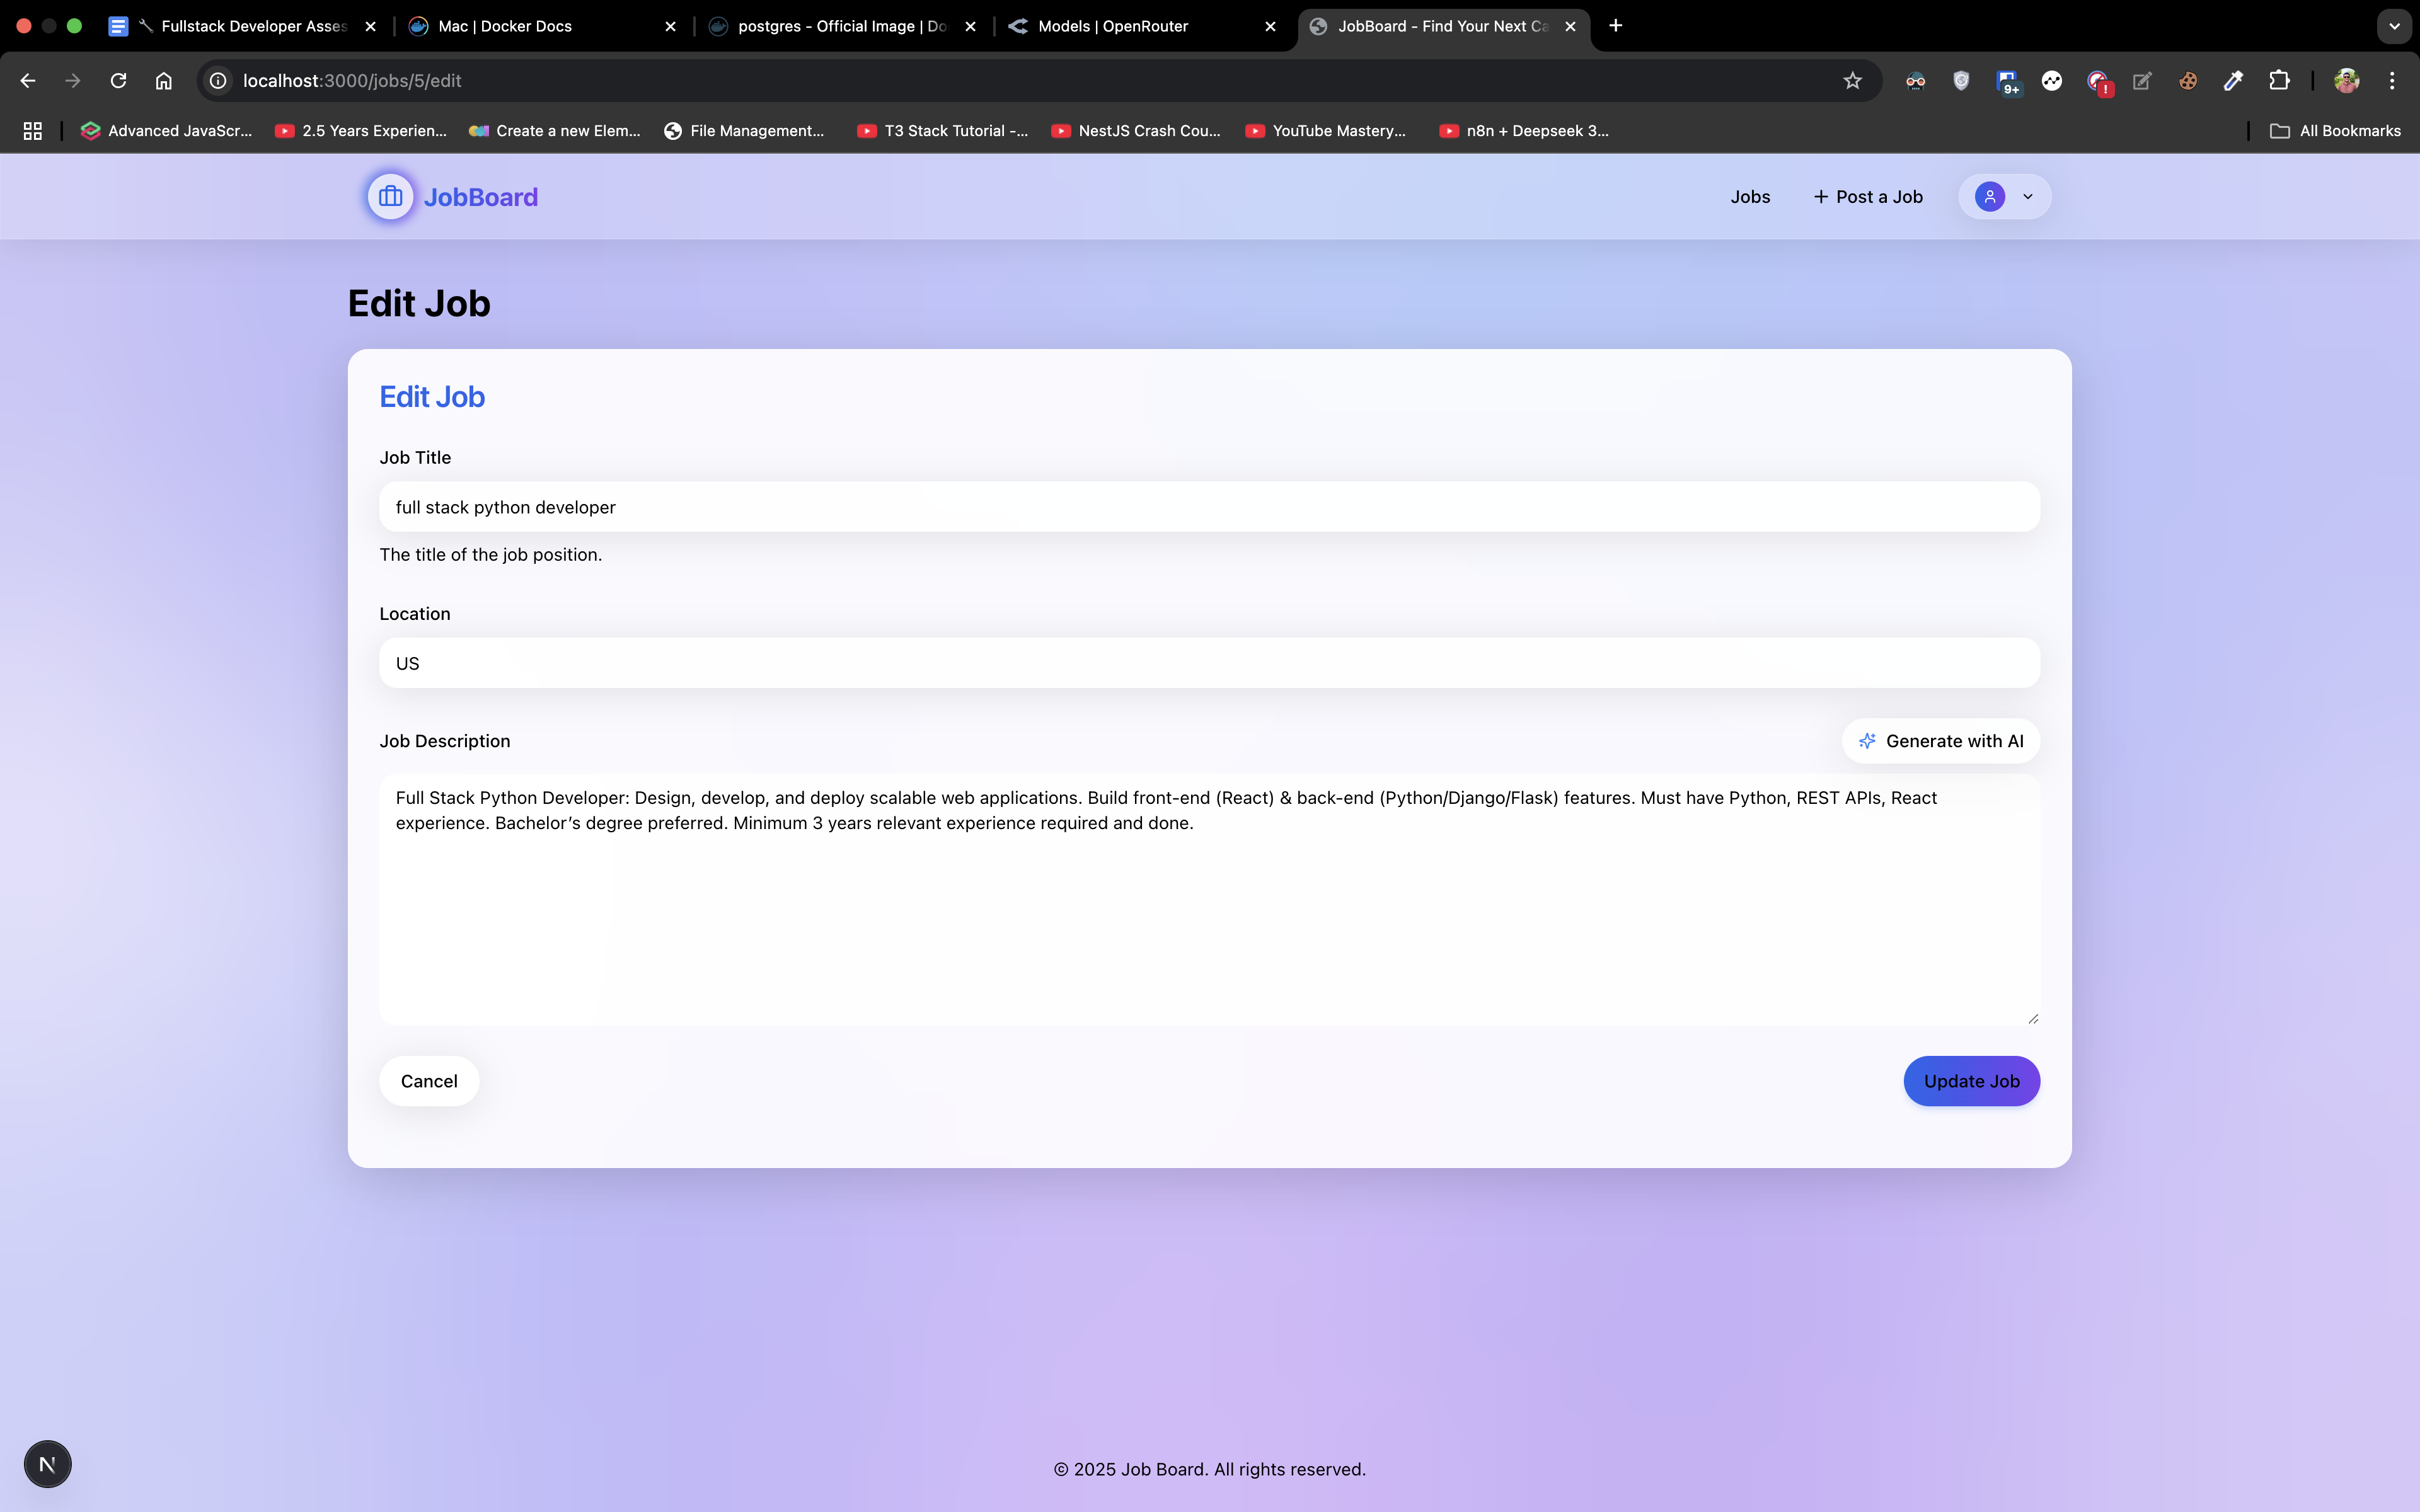 Fullstack Developer Asses
Mac | Docker Docs
postgres - Official Image | Do
Models | OpenRouter
JobBoard - Find Your Next Ca
localhost:3000/jobs/5/edit
9+
!
Advanced JavaScr...
2.5 Years Experien...
Create a new Elem...
File Management...
T3 Stack Tutorial -...
NestJS Crash Cou...
YouTube Mastery...
n8n + Deepseek 3...
All Bookmarks
JobBoard
Jobs
+ Post a Job
Edit Job
Edit Job
Job Title
full stack python developer
The title of the job position.
Location
US
Job Description
Generate with AI
Full Stack Python Developer: Design, develop, and deploy scalable web applications. Build front-end (React) & back-end (Python/Django/Flask) features. Must have Python, REST APIs, React
experience. Bachelor’s degree preferred. Minimum 3 years relevant experience required and done.
Cancel
Update Job
N
© 2025 Job Board. All rights reserved.